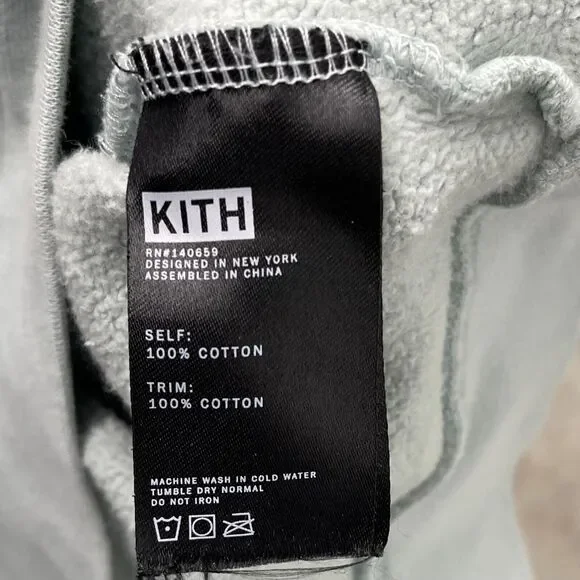 KITH
RN#140659
DESIGNED IN NEW YORK
ASSEMBLED IN CHINA
SELF:
100% COTTON
TRIM:
100% COTTON
MACHINE WASH IN COLD WATER
TUMBLE DRY NORMAL
DO NOT IRON